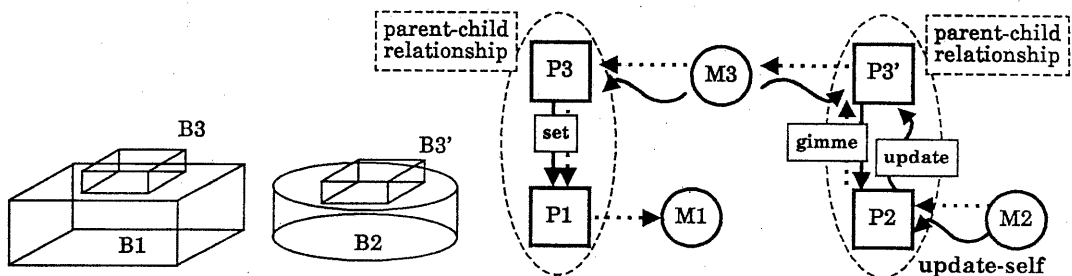 parent-child
relationship
P3
M3
P3'
parent-child
relationship
B3
B3'
set
gimme
update
B1
B2
P1
M1
P2
M2
update-self